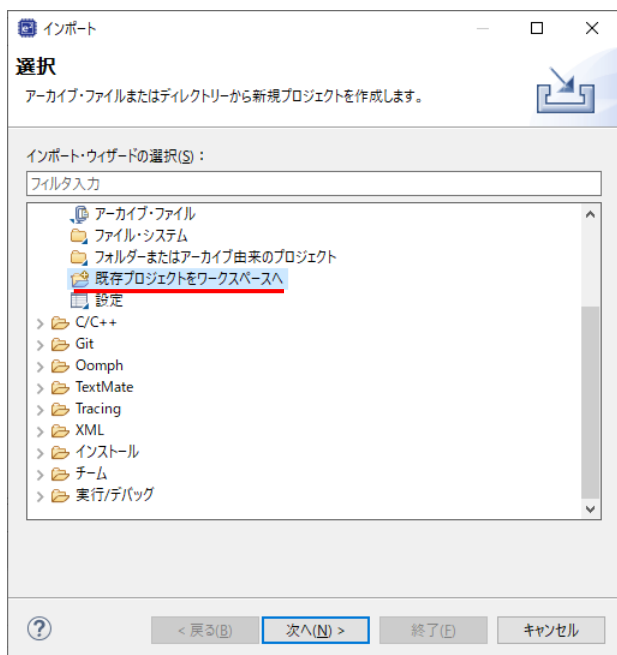 インポート
選択
アーカイブ・ファイルまたはディレクトリーから新規プロジェクトを作成します。
インポート・ウィザードの選択(S)：
フィルタ入力
アーカイブ・ファイル
ファイル・システム
フォルダーまたはアーカイブ由来のプロジェクト
既存プロジェクトをワークスペースへ
設定
C/C++
Git
Oomph
TextMate
Tracing
XML
インストール
チーム
実行/デバッグ
< 戻る(B) 次へ(N) > 終了(F) キャンセル